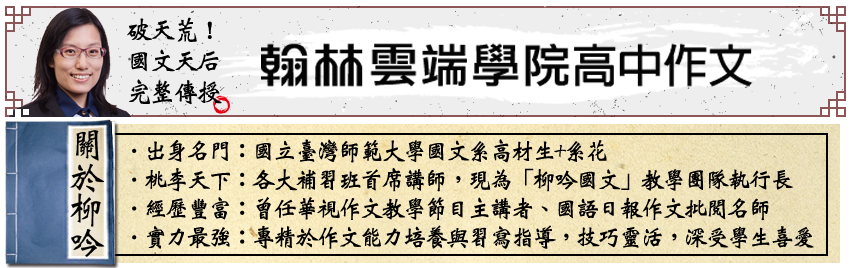 破天荒！
國文天后
完整傳授
翰林雲端學院高中作文
關於柳吟
・出身名門：國立臺灣師範大學國文系高材生+系花
・桃李天下：各大補習班首席講師，現為「柳吟國文」教學團隊執行長
・經歷豐富：曾任華視作文教學節目主講者、國語日報作文批閱名師
・實力最強：專精於作文能力培養與習寫指導，技巧靈活，深受學生喜愛